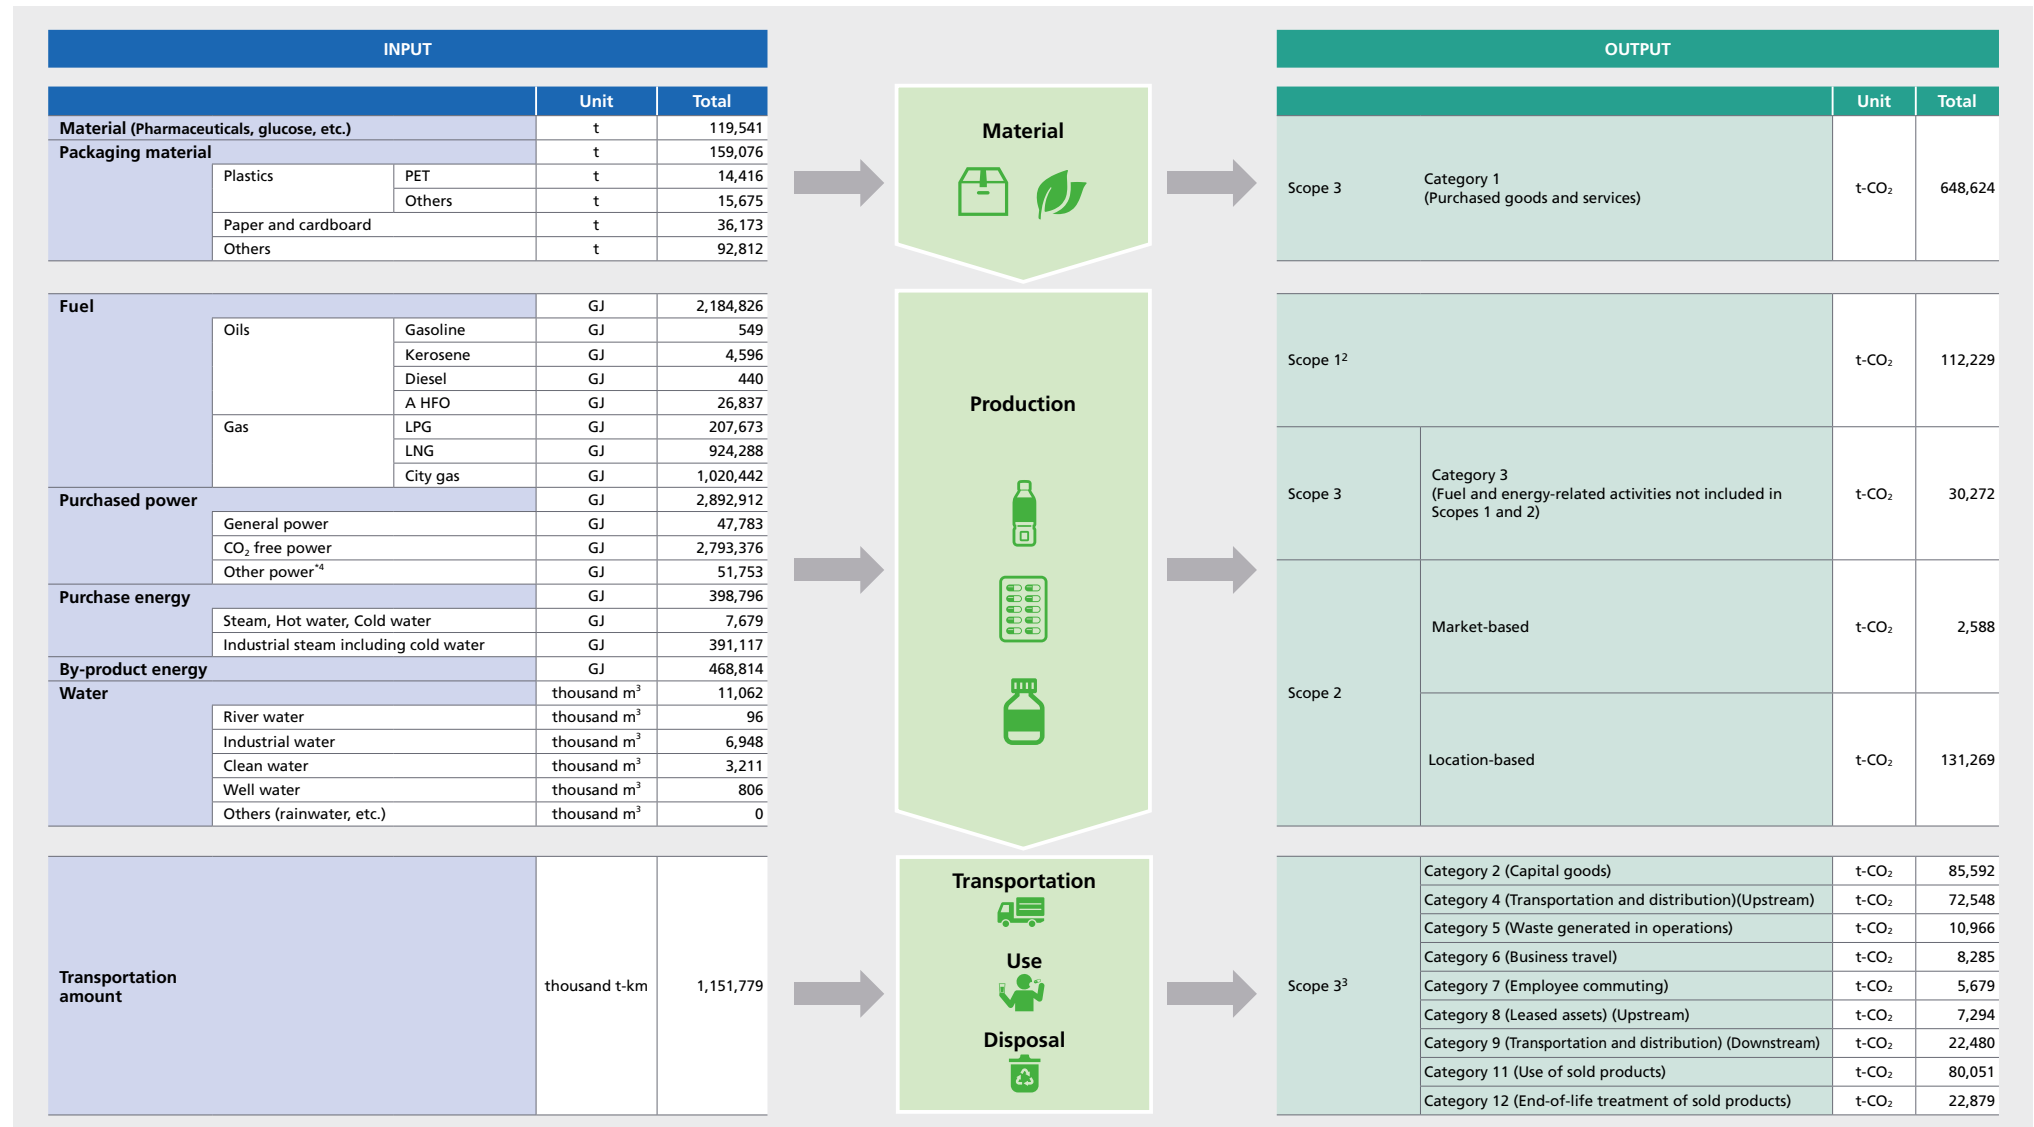 INPUT
Unit Total
Material (Pharmaceuticals, glucose, etc.) t 119,541
Packaging material t 159,076
Plastics PET t 14,416
Others t 15,675
Paper and cardboard t 36,173
Others t 92,812
Fuel GJ 2,184,826
Oils Gasoline GJ 549
Kerosene GJ 4,596
Diesel GJ 440
A HFO GJ 26,837
Gas LPG GJ 207,673
LNG GJ 924,288
City gas GJ 1,020,442
Purchased power GJ 2,892,912
General power GJ 47,783
CO₂ free power GJ 2,793,376
Other power*4 GJ 51,753
Purchase energy GJ 398,796
Steam, Hot water, Cold water GJ 7,679
Industrial steam including cold water GJ 391,117
By-product energy GJ 468,814
Water thousand m³ 11,062
River water thousand m³ 96
Industrial water thousand m³ 6,948
Clean water thousand m³ 3,211
Well water thousand m³ 806
Others (rainwater, etc.) thousand m³ 0
Transportation
amount thousand t-km 1,151,779
Material
Production
Transportation
Use
Disposal
OUTPUT
Unit Total
Scope 3 Category 1
(Purchased goods and services) t-CO₂ 648,624
Scope 1² t-CO₂ 112,229
Scope 3 Category 3
(Fuel and energy-related activities not included in
Scopes 1 and 2) t-CO₂ 30,272
Scope 2 Market-based t-CO₂ 2,588
Location-based t-CO₂ 131,269
Scope 3³
Category 2 (Capital goods) t-CO₂ 85,592
Category 4 (Transportation and distribution)(Upstream) t-CO₂ 72,548
Category 5 (Waste generated in operations) t-CO₂ 10,966
Category 6 (Business travel) t-CO₂ 8,285
Category 7 (Employee commuting) t-CO₂ 5,679
Category 8 (Leased assets) (Upstream) t-CO₂ 7,294
Category 9 (Transportation and distribution) (Downstream) t-CO₂ 22,480
Category 11 (Use of sold products) t-CO₂ 80,051
Category 12 (End-of-life treatment of sold products) t-CO₂ 22,879